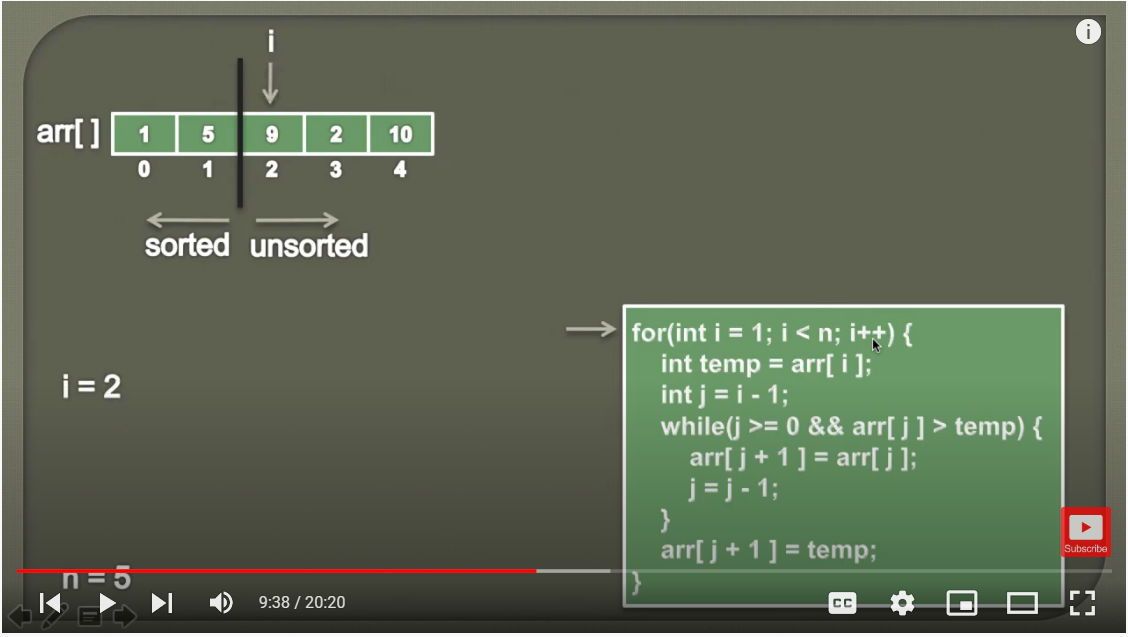 i
arr[ ] 1 5 9 2 10
0 1 2 3 4
sorted unsorted
i = 2
n = 5
for(int i = 1; i < n; i++) {
int temp = arr[ i ];
int j = i - 1;
while(j >= 0 && arr[ j ] > temp) {
arr[ j + 1 ] = arr[ j ];
j = j - 1;
}
arr[ j + 1 ] = temp;
}
Subscribe
9:38 / 20:20
CC